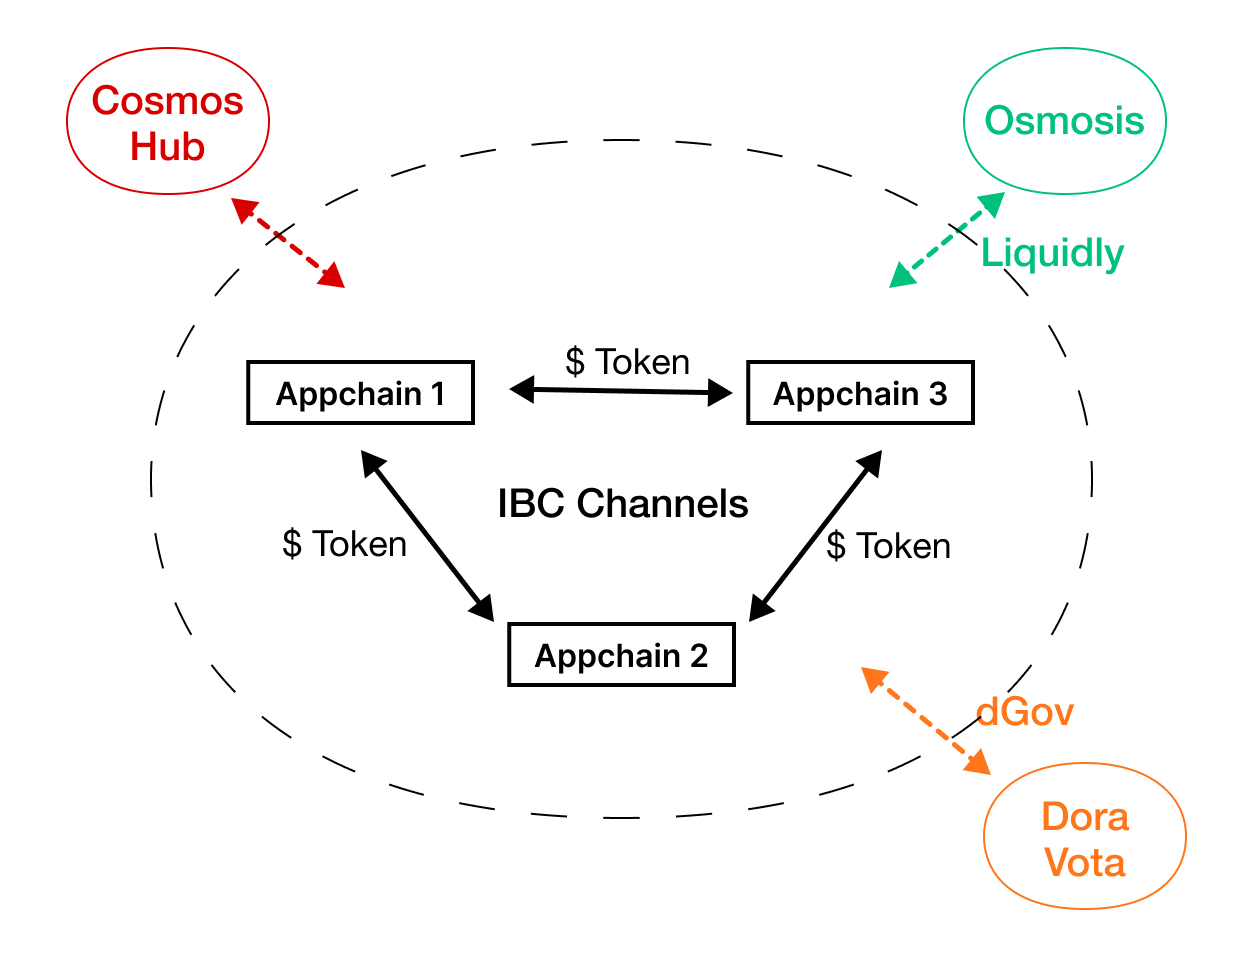 Cosmos
Hub
Osmosis
Liquidly
$ Token
Appchain 1
Appchain 3
IBC Channels
$ Token
$ Token
Appchain 2
dGov
Dora
Vota